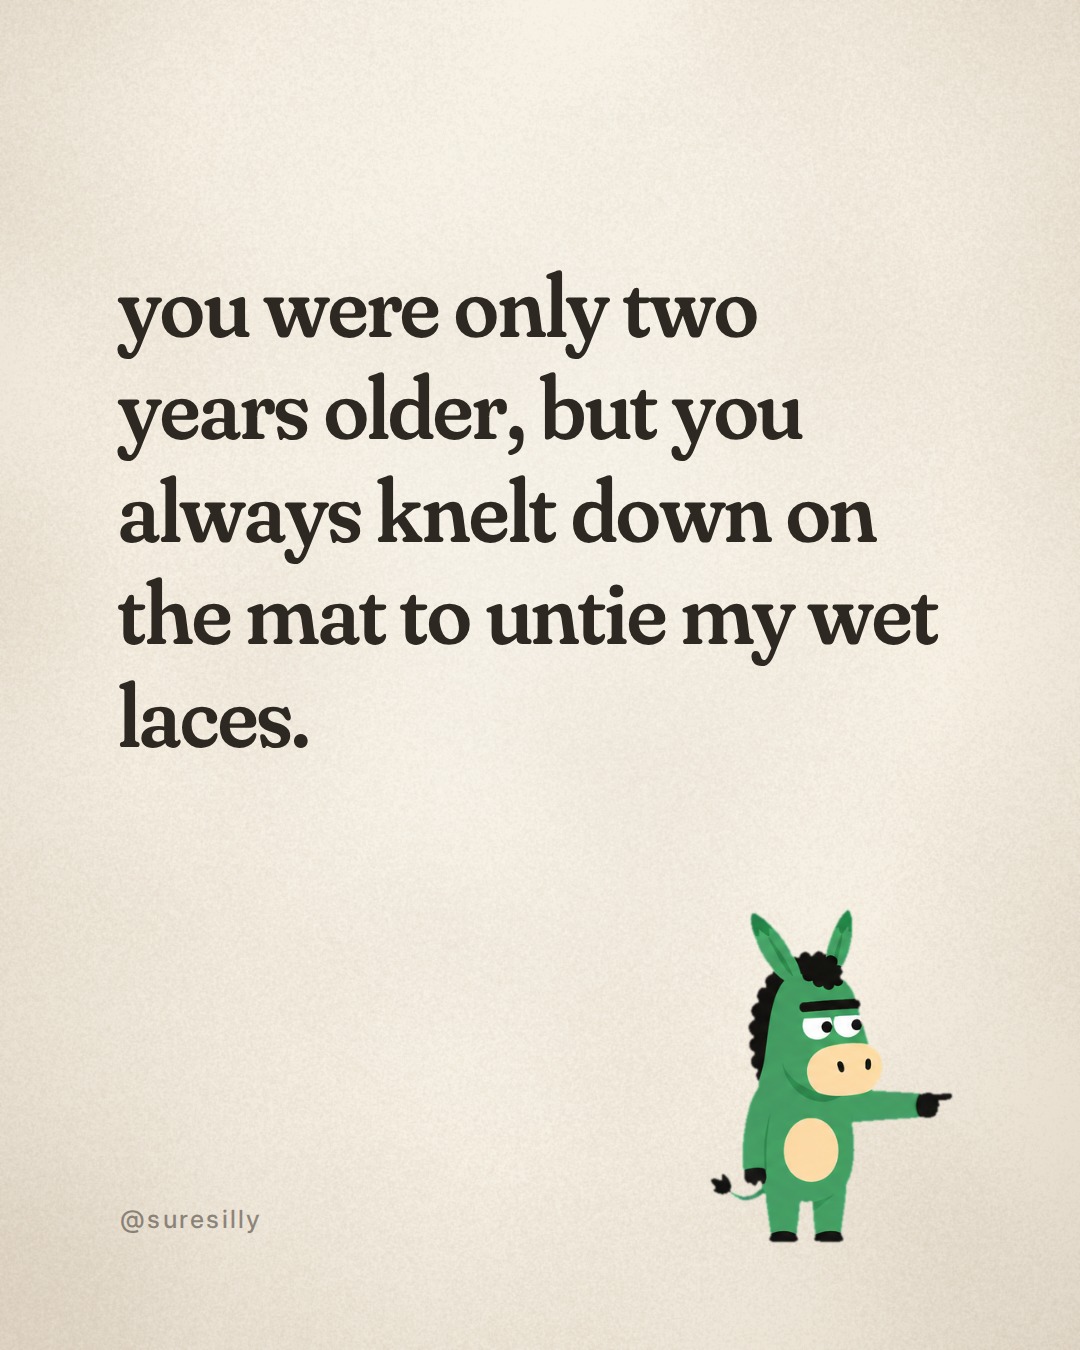 you were only two
years older, but you
always knelt down on
the mat to untie my wet
laces.
@suresilly